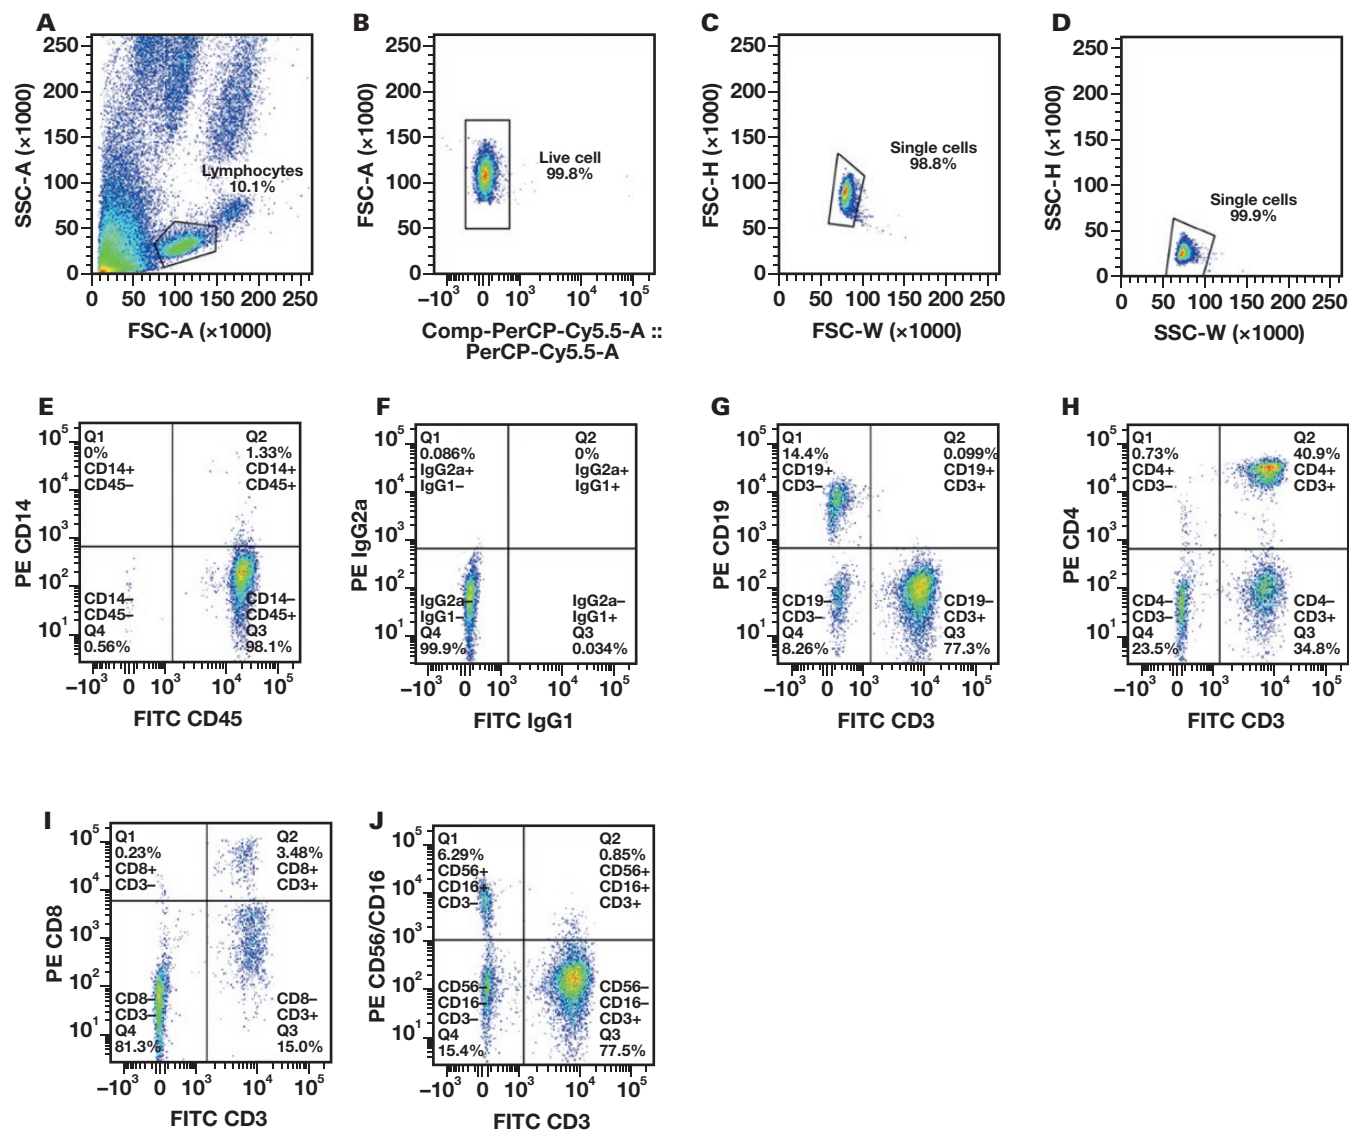 A
SSC-A (×1000)
250
200
150
100
50
0
Lymphocytes
10.1%
0 50 100 150 200 250
FSC-A (×1000)
B
FSC-A (×1000)
250
200
150
100
50
0
Live cell
99.8%
−10³ 0 10³ 10⁴ 10⁵
Comp-PerCP-Cy5.5-A ::
PerCP-Cy5.5-A
C
FSC-H (×1000)
250
200
150
100
50
0
Single cells
98.8%
0 50 100 150 200 250
FSC-W (×1000)
D
SSC-H (×1000)
250
200
150
100
50
0
Single cells
99.9%
0 50 100 150 200 250
SSC-W (×1000)
E
PE CD14
10⁵
10⁴
10³
10²
10¹
Q1
0%
CD14+
CD45−
Q2
1.33%
CD14+
CD45+
CD14−
CD45−
Q4
0.56%
CD14−
CD45+
Q3
98.1%
−10³ 0 10³ 10⁴ 10⁵
FITC CD45
F
PE IgG2a
10⁵
10⁴
10³
10²
10¹
Q1
0.086%
IgG2a+
IgG1−
Q2
0%
IgG2a+
IgG1+
IgG2a−
IgG1−
Q4
99.9%
IgG2a−
IgG1+
Q3
0.034%
−10³ 0 10³ 10⁴ 10⁵
FITC IgG1
G
PE CD19
10⁵
10⁴
10³
10²
10¹
Q1
14.4%
CD19+
CD3−
Q2
0.099%
CD19+
CD3+
CD19−
CD3−
Q4
8.26%
CD19−
CD3+
Q3
77.3%
−10³ 0 10³ 10⁴ 10⁵
FITC CD3
H
PE CD4
10⁵
10⁴
10³
10²
10¹
Q1
0.73%
CD4+
CD3−
Q2
40.9%
CD4+
CD3+
CD4−
CD3−
Q4
23.5%
CD4−
CD3+
Q3
34.8%
−10³ 0 10³ 10⁴ 10⁵
FITC CD3
I
PE CD8
10⁵
10⁴
10³
10²
10¹
Q1
0.23%
CD8+
CD3−
Q2
3.48%
CD8+
CD3+
CD8−
CD3−
Q4
81.3%
CD8−
CD3+
Q3
15.0%
−10³ 0 10³ 10⁴ 10⁵
FITC CD3
J
PE CD56/CD16
10⁵
10⁴
10³
10²
10¹
Q1
6.29%
CD56+
CD16+
CD3−
Q2
0.85%
CD56+
CD16+
CD3+
CD56−
CD16−
CD3−
Q4
15.4%
CD56−
CD16−
CD3+
Q3
77.5%
−10³ 0 10³ 10⁴ 10⁵
FITC CD3